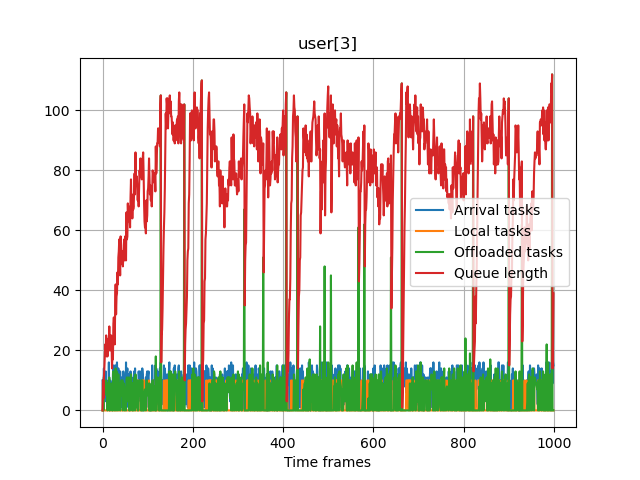 user[3]
100
80
60
40
20
0
Arrival tasks
Local tasks
Offloaded tasks
Queue length
0 200 400 600 800 1000
Time frames